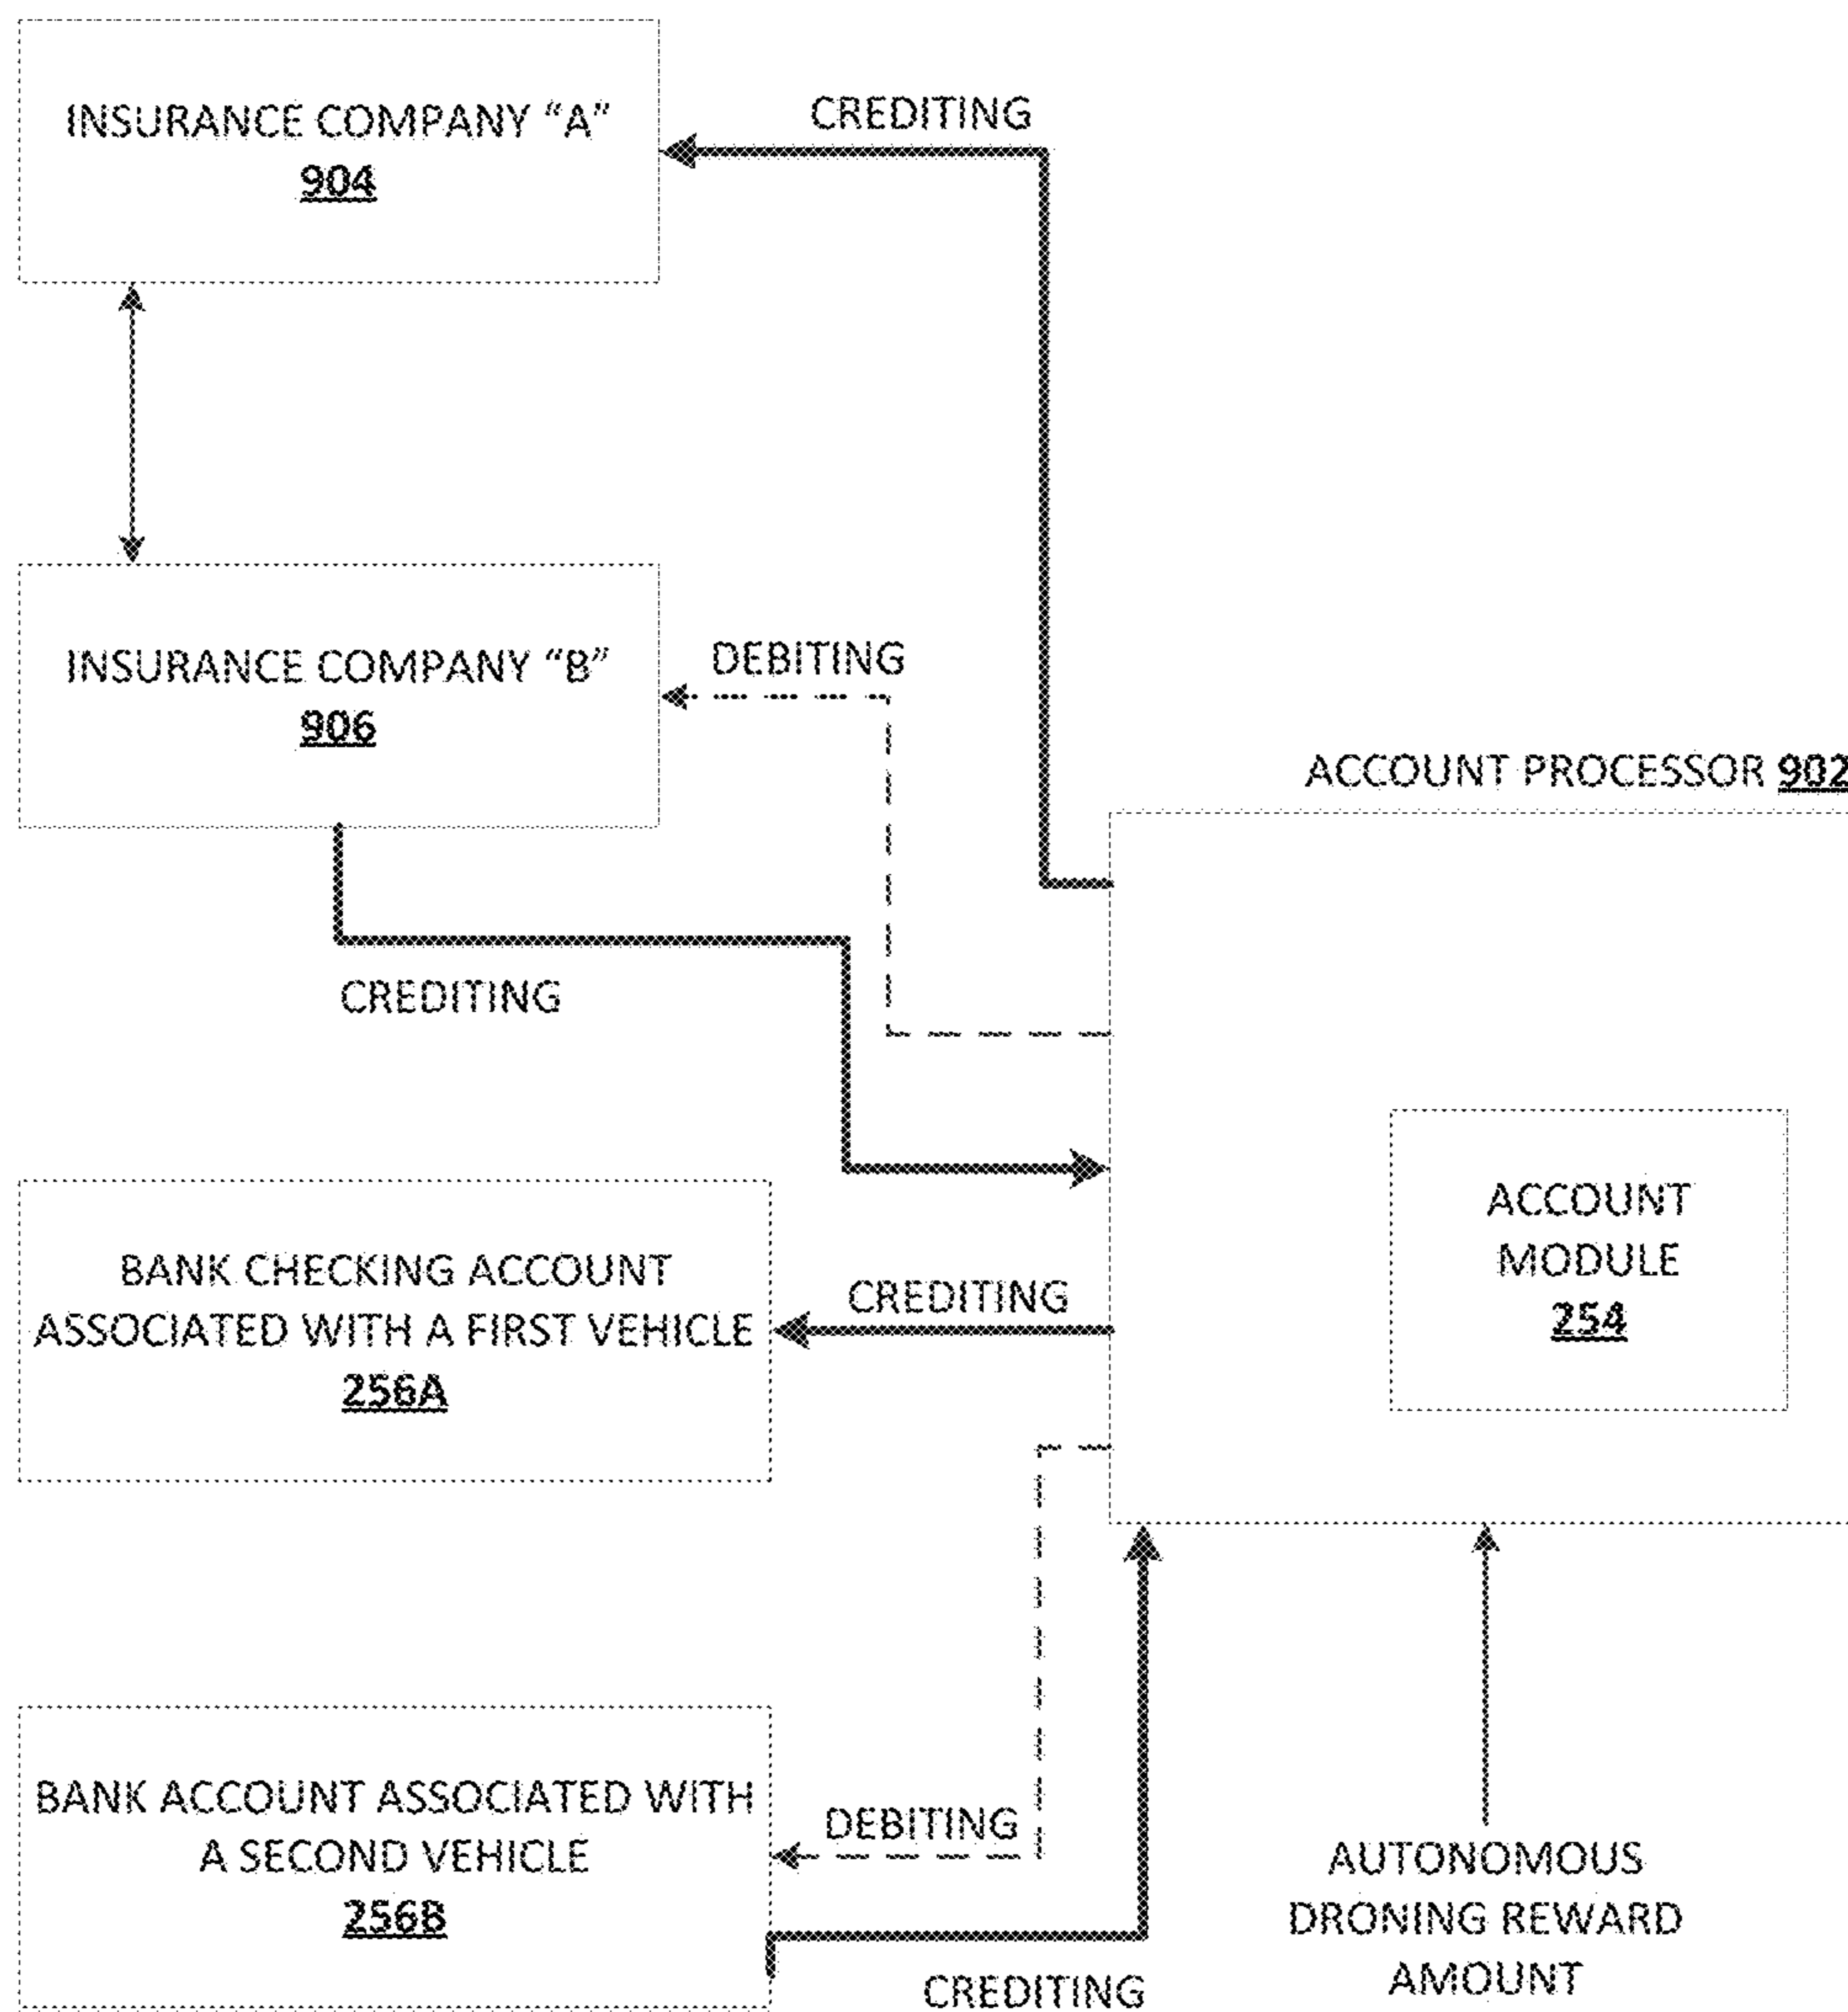 INSURANCE COMPANY “A”
904
CREDITING
INSURANCE COMPANY “B”
906
DEBITING
ACCOUNT PROCESSOR 902
CREDITING
ACCOUNT
MODULE
254
BANK CHECKING ACCOUNT
ASSOCIATED WITH A FIRST VEHICLE
256A
CREDITING
BANK ACCOUNT ASSOCIATED WITH
A SECOND VEHICLE
256B
DEBITING
CREDITING
AUTONOMOUS
DRONING REWARD
AMOUNT